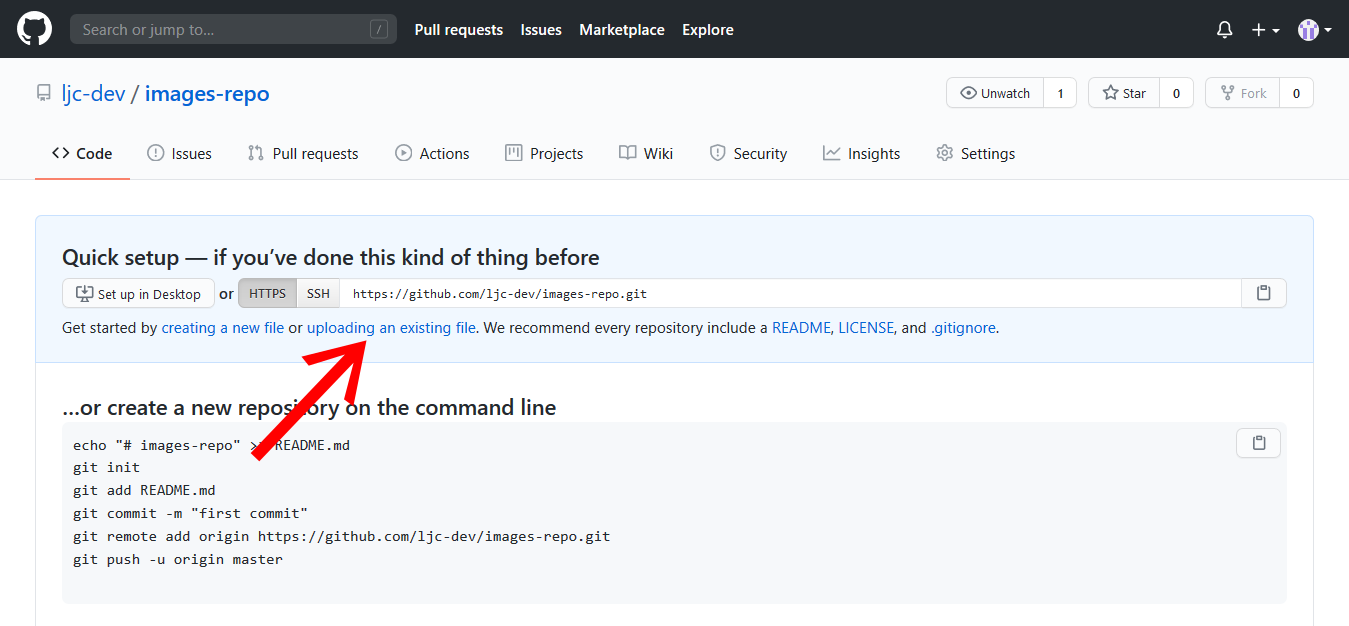 Search or jump to... / Pull requests Issues Marketplace Explore
ljc-dev / images-repo Unwatch 1 Star 0 Fork 0
Code Issues Pull requests Actions Projects Wiki Security Insights Settings
Quick setup — if you’ve done this kind of thing before
Set up in Desktop or HTTPS SSH https://github.com/ljc-dev/images-repo.git
Get started by creating a new file or uploading an existing file. We recommend every repository include a README, LICENSE, and .gitignore.
…or create a new repository on the command line
echo "# images-repo" >> README.md
git init
git add README.md
git commit -m "first commit"
git remote add origin https://github.com/ljc-dev/images-repo.git
git push -u origin master